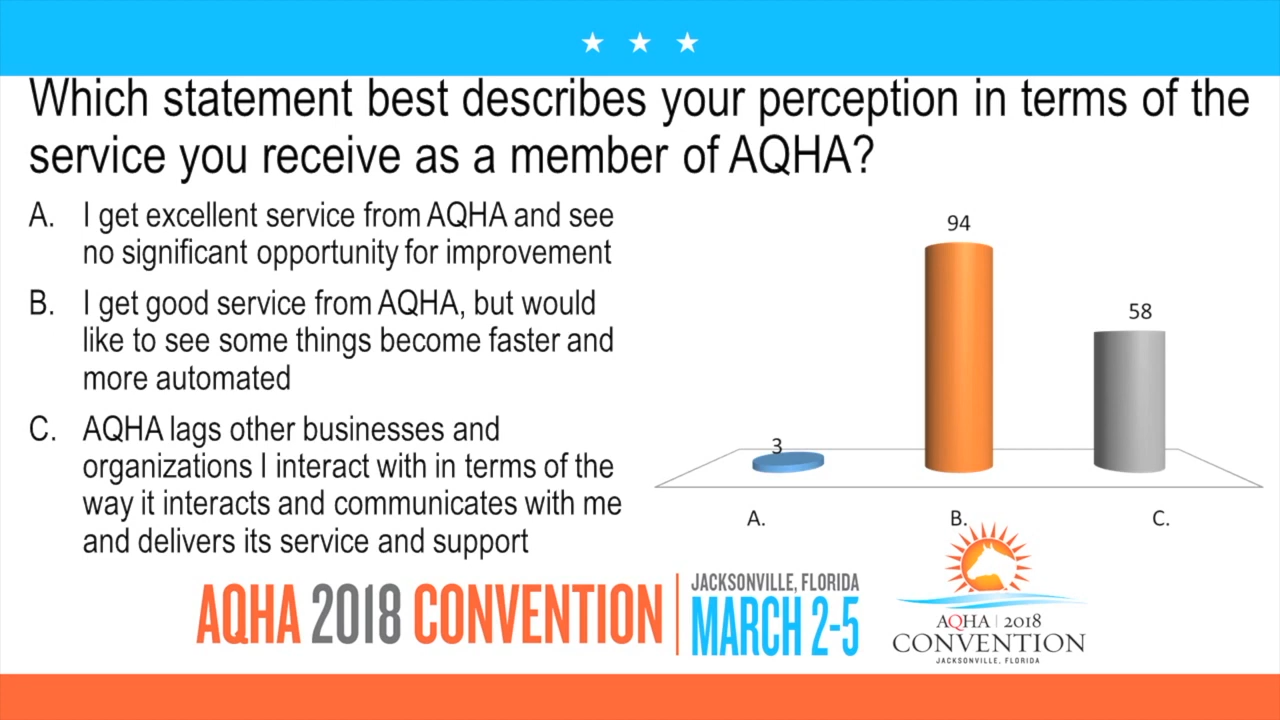 Which statement best describes your perception in terms of the
service you receive as a member of AQHA?
A. I get excellent service from AQHA and see
no significant opportunity for improvement
B. I get good service from AQHA, but would
like to see some things become faster and
more automated
C. AQHA lags other businesses and
organizations I interact with in terms of the
way it interacts and communicates with me
and delivers its service and support
94
58
3
A. B. C.
AQHA 2018 CONVENTION
JACKSONVILLE, FLORIDA
MARCH 2-5
AQHA | 2018
CONVENTION
JACKSONVILLE, FLORIDA